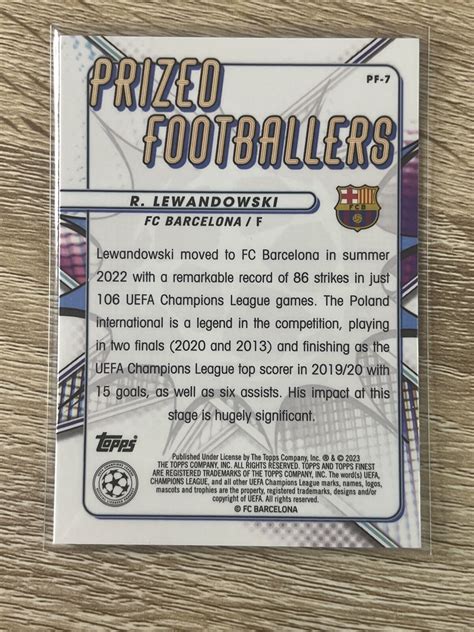 PF-7
PRIZED
FOOTBALLERS
R. LEWANDOWSKI
FC BARCELONA / F
FCB
Lewandowski moved to FC Barcelona in summer
2022 with a remarkable record of 86 strikes in just
106 UEFA Champions League games. The Poland
international is a legend in the competition, playing
in two finals (2020 and 2013) and finishing as the
UEFA Champions League top scorer in 2019/20 with
15 goals, as well as six assists. His impact at this
stage is hugely significant.
Topps
Published Under License by The Topps Company, Inc. ® & © 2023
THE TOPPS COMPANY, INC. ALL RIGHTS RESERVED. TOPPS AND TOPPS FINEST
ARE REGISTERED TRADEMARKS OF THE TOPPS COMPANY, INC. The word(s) UEFA,
CHAMPIONS LEAGUE, and all other UEFA Champions League marks, names, logos,
mascots and trophies are the property, registered trademarks, designs and/or
copyright of UEFA. All rights reserved.
© FC BARCELONA